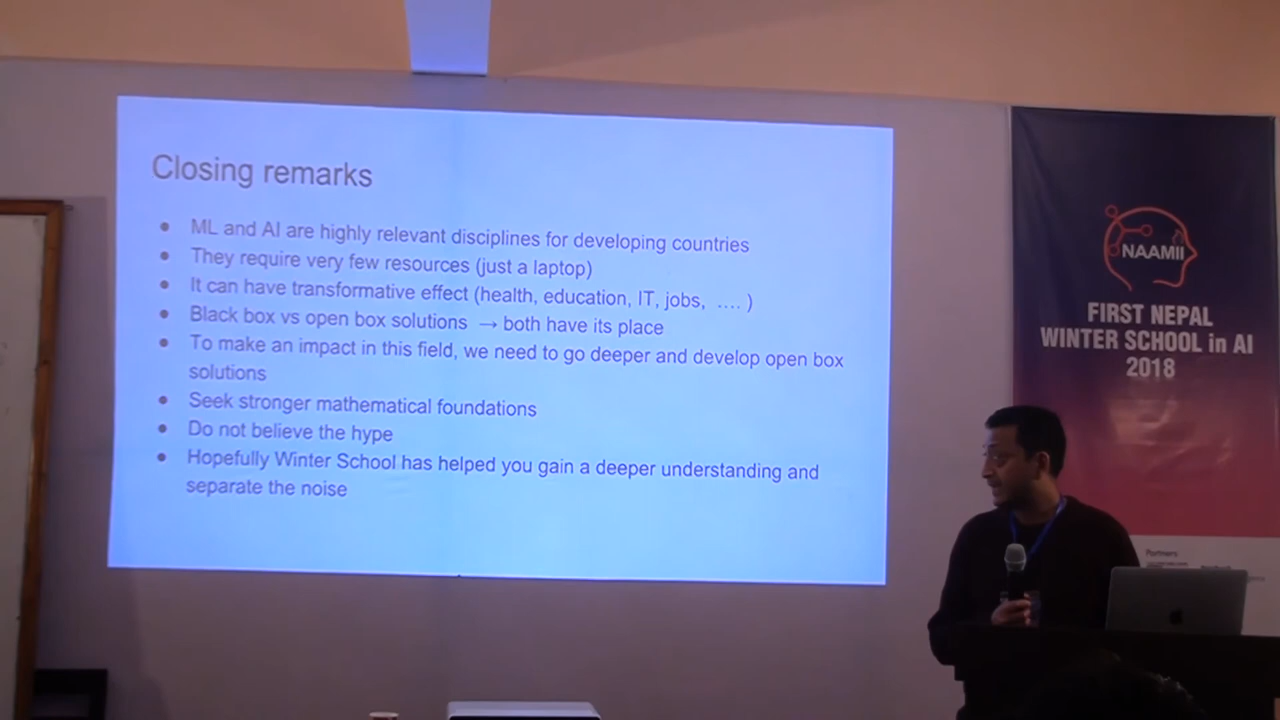 Closing remarks
ML and AI are highly relevant disciplines for developing countries
They require very few resources (just a laptop)
It can have transformative effect (health, education, IT, jobs, .... )
Black box vs open box solutions → both have its place
To make an impact in this field, we need to go deeper and develop open box
solutions
Seek stronger mathematical foundations
Do not believe the hype
Hopefully Winter School has helped you gain a deeper understanding and
separate the noise
NAAMII
FIRST NEPAL
WINTER SCHOOL in AI
2018
Partners